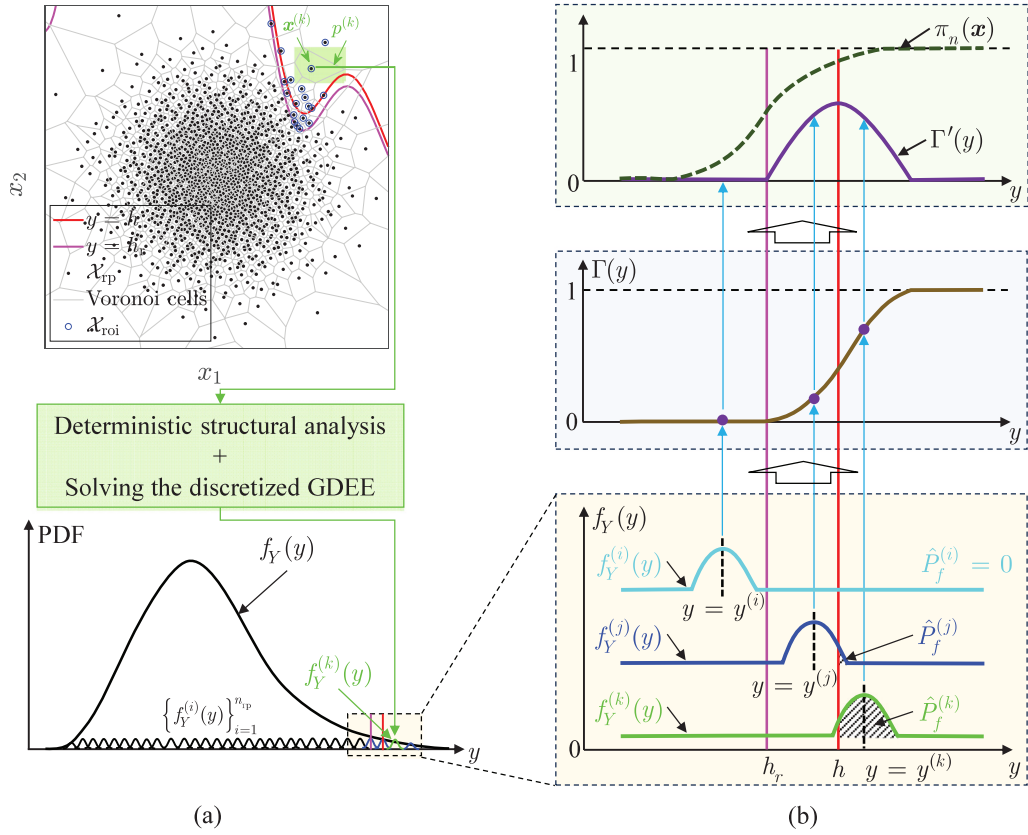 x^{(k)} p^{(k)}
x_2
y = h
y = h_r
𝒳_rp
Voronoi cells
𝒳_roi
x_1
Deterministic structural analysis
+
Solving the discretized GDEE
PDF
f_Y(y)
f_Y^{(k)}(y)
{f_Y^{(i)}(y)}_{i=1}^{n_rp}
y
(a)
π_n(x)
1
Γ′(y)
0
y
Γ(y)
1
0
y
f_Y(y)
f_Y^{(i)}(y)
P̂_f^{(i)} = 0
y = y^{(i)}
f_Y^{(j)}(y)
P̂_f^{(j)}
y = y^{(j)}
f_Y^{(k)}(y)
P̂_f^{(k)}
0
y
h_r h y = y^{(k)}
(b)